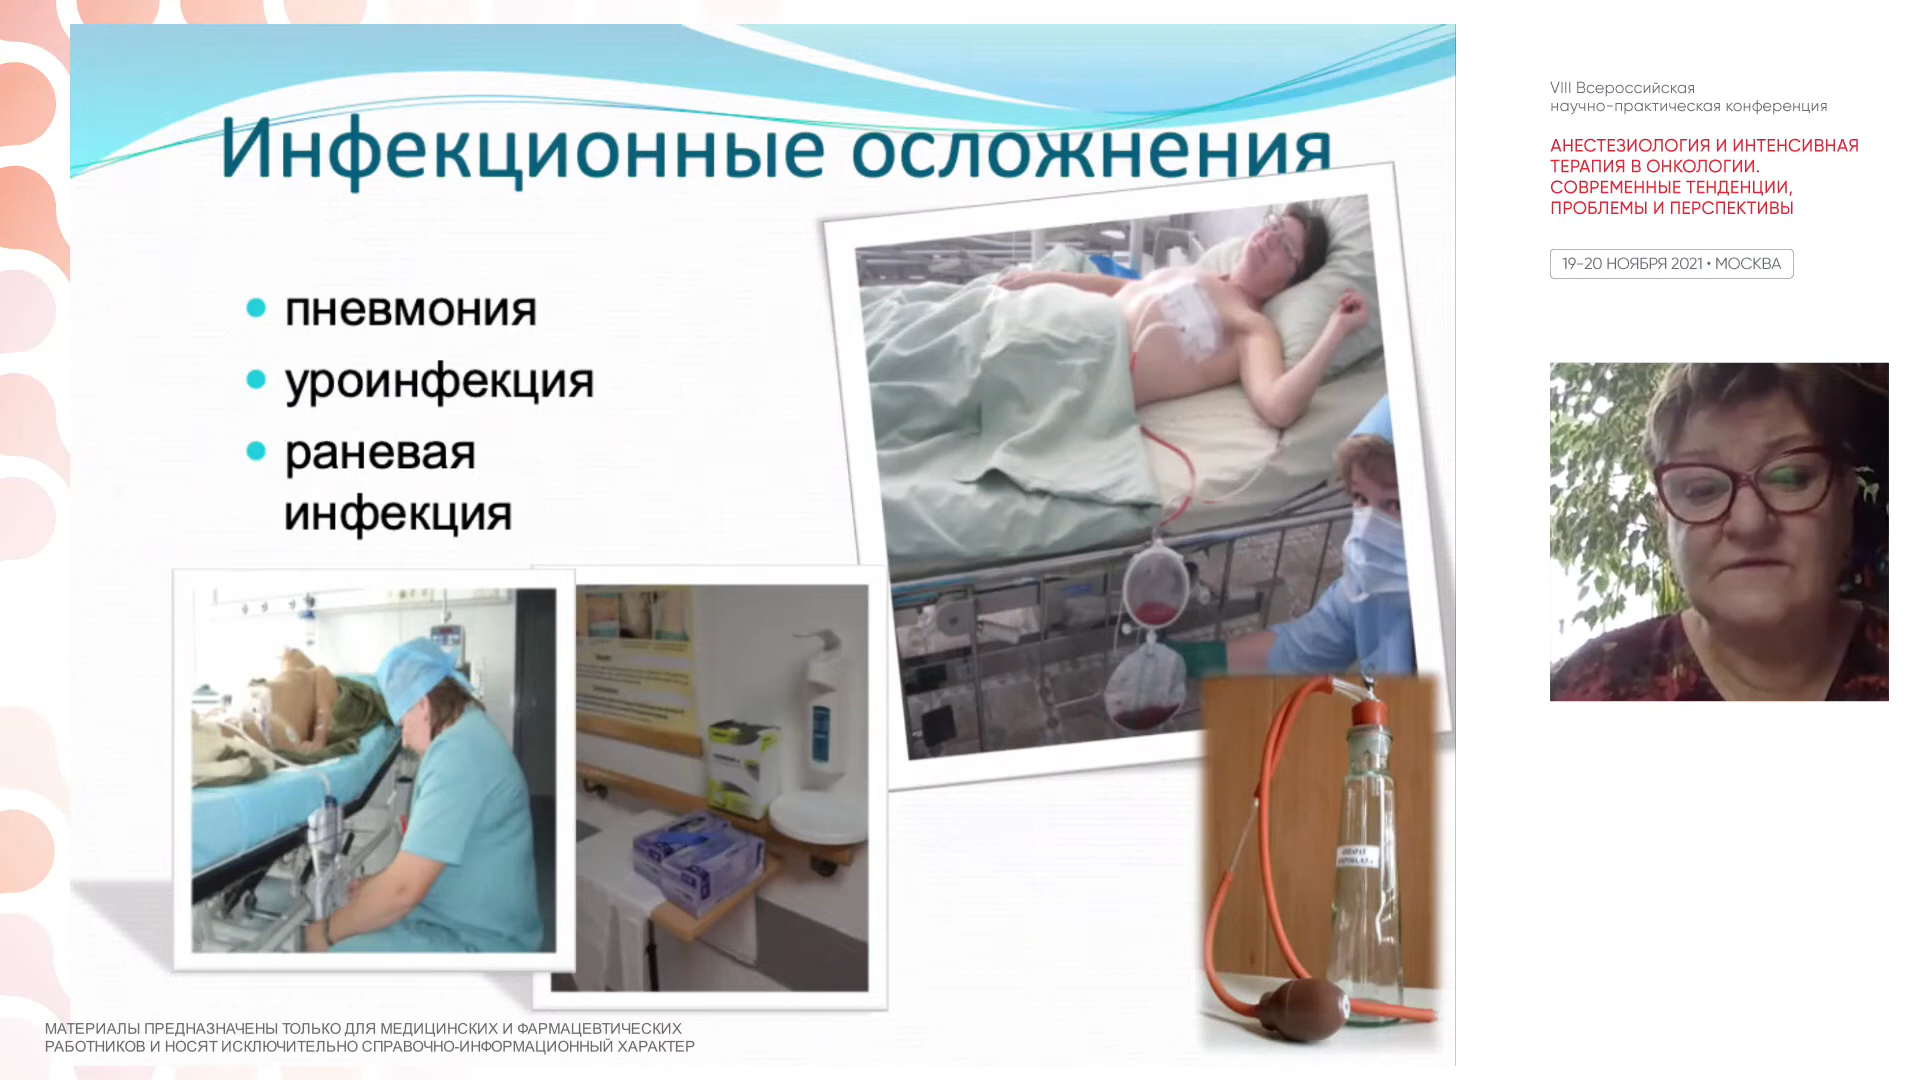 Инфекционные осложнения
пневмония
уроинфекция
раневая
инфекция
VIII Всероссийская
научно-практическая конференция
АНЕСТЕЗИОЛОГИЯ И ИНТЕНСИВНАЯ
ТЕРАПИЯ В ОНКОЛОГИИ.
СОВРЕМЕННЫЕ ТЕНДЕНЦИИ,
ПРОБЛЕМЫ И ПЕРСПЕКТИВЫ
19-20 НОЯБРЯ 2021 • МОСКВА
МАТЕРИАЛЫ ПРЕДНАЗНАЧЕНЫ ТОЛЬКО ДЛЯ МЕДИЦИНСКИХ И ФАРМАЦЕВТИЧЕСКИХ
РАБОТНИКОВ И НОСЯТ ИСКЛЮЧИТЕЛЬНО СПРАВОЧНО-ИНФОРМАЦИОННЫЙ ХАРАКТЕР